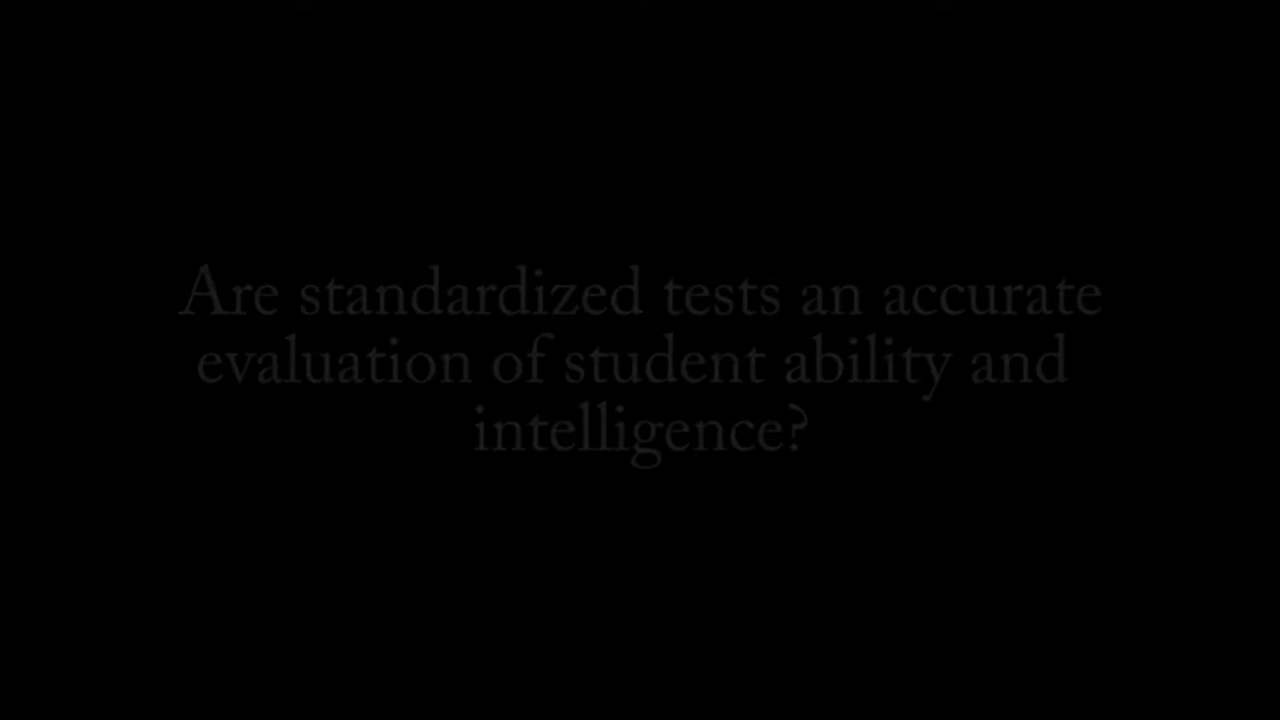 Are standardized tests an accurate
evaluation of student ability and
intelligence?